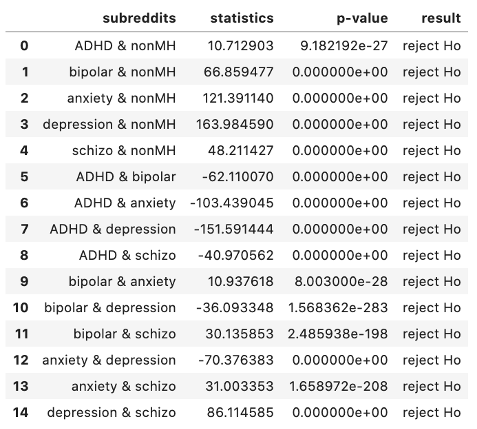 subreddits statistics p-value result
0 ADHD & nonMH 10.712903 9.182192e-27 reject Ho
1 bipolar & nonMH 66.859477 0.000000e+00 reject Ho
2 anxiety & nonMH 121.391140 0.000000e+00 reject Ho
3 depression & nonMH 163.984590 0.000000e+00 reject Ho
4 schizo & nonMH 48.211427 0.000000e+00 reject Ho
5 ADHD & bipolar -62.110070 0.000000e+00 reject Ho
6 ADHD & anxiety -103.439045 0.000000e+00 reject Ho
7 ADHD & depression -151.591444 0.000000e+00 reject Ho
8 ADHD & schizo -40.970562 0.000000e+00 reject Ho
9 bipolar & anxiety 10.937618 8.003000e-28 reject Ho
10 bipolar & depression -36.093348 1.568362e-283 reject Ho
11 bipolar & schizo 30.135853 2.485938e-198 reject Ho
12 anxiety & depression -70.376383 0.000000e+00 reject Ho
13 anxiety & schizo 31.003353 1.658972e-208 reject Ho
14 depression & schizo 86.114585 0.000000e+00 reject Ho